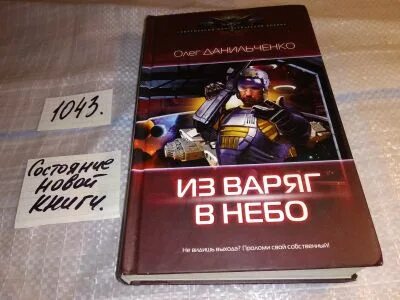 Олег ДАНИЛЬЧЕНКО
ИЗ ВАРЯГ
В НЕБО
Не видишь выхода? Проломи свой собственный!
1043.
Состояние
новой
книги.